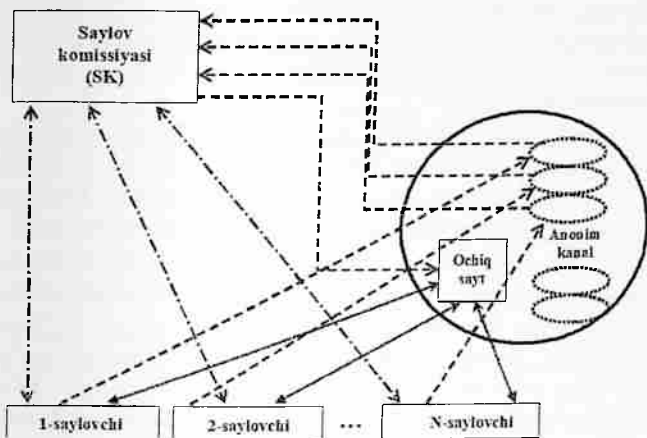 Saylov
komissiyasi
(SK)
Anonim
kanal
Ochiq
sayt
1-saylovchi
2-saylovchi
...
N-saylovchi